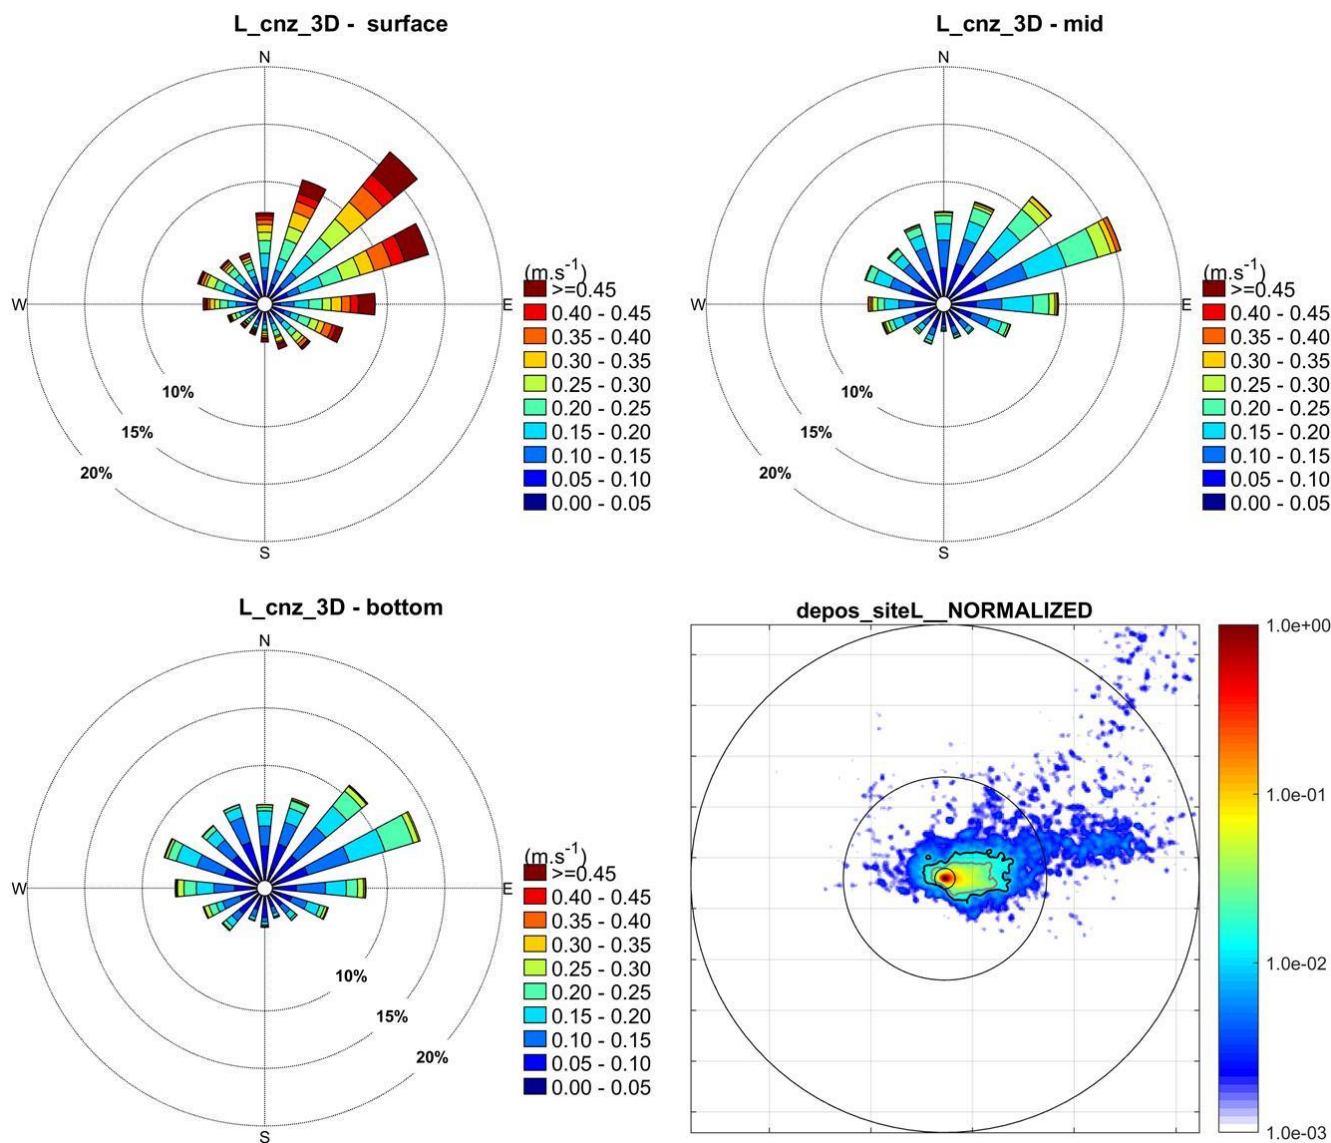 L_cnz_3D -  surface
N
W
E
S
10%
15%
20%
(m.s-1)
>=0.45
0.40 - 0.45
0.35 - 0.40
0.30 - 0.35
0.25 - 0.30
0.20 - 0.25
0.15 - 0.20
0.10 - 0.15
0.05 - 0.10
0.00 - 0.05
L_cnz_3D - mid
N
W
E
S
10%
15%
20%
(m.s-1)
>=0.45
0.40 - 0.45
0.35 - 0.40
0.30 - 0.35
0.25 - 0.30
0.20 - 0.25
0.15 - 0.20
0.10 - 0.15
0.05 - 0.10
0.00 - 0.05
L_cnz_3D - bottom
N
W
E
S
10%
15%
20%
(m.s-1)
>=0.45
0.40 - 0.45
0.35 - 0.40
0.30 - 0.35
0.25 - 0.30
0.20 - 0.25
0.15 - 0.20
0.10 - 0.15
0.05 - 0.10
0.00 - 0.05
depos_siteL__NORMALIZED
1.0e+00
1.0e-01
1.0e-02
1.0e-03